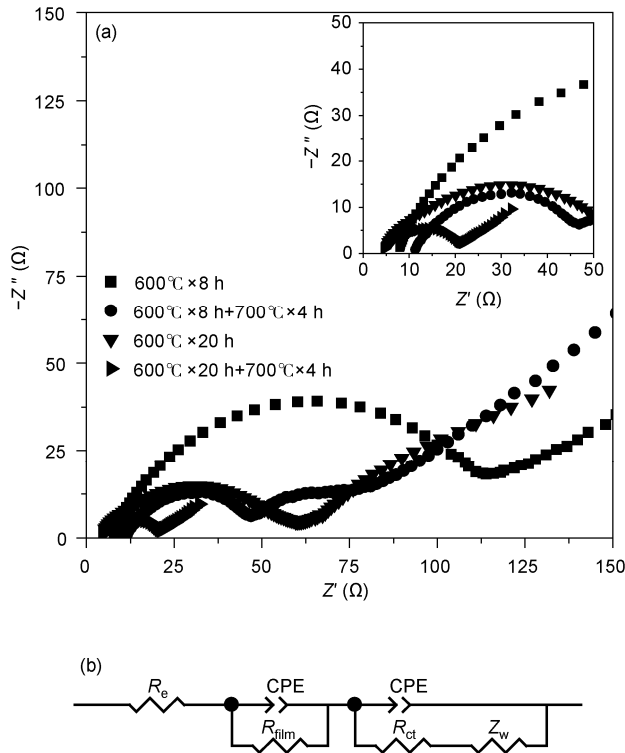 (a)
150
125
100
75
50
25
0
−Z″ (Ω)
0
25
50
75
100
125
150
Z′ (Ω)
50
40
30
20
10
0
−Z″ (Ω)
0
10
20
30
40
50
Z′ (Ω)
600℃×8 h
600℃×8 h+700℃×4 h
600℃×20 h
600℃×20 h+700℃×4 h
(b)
Re CPE CPE
Rfilm Rct Zw